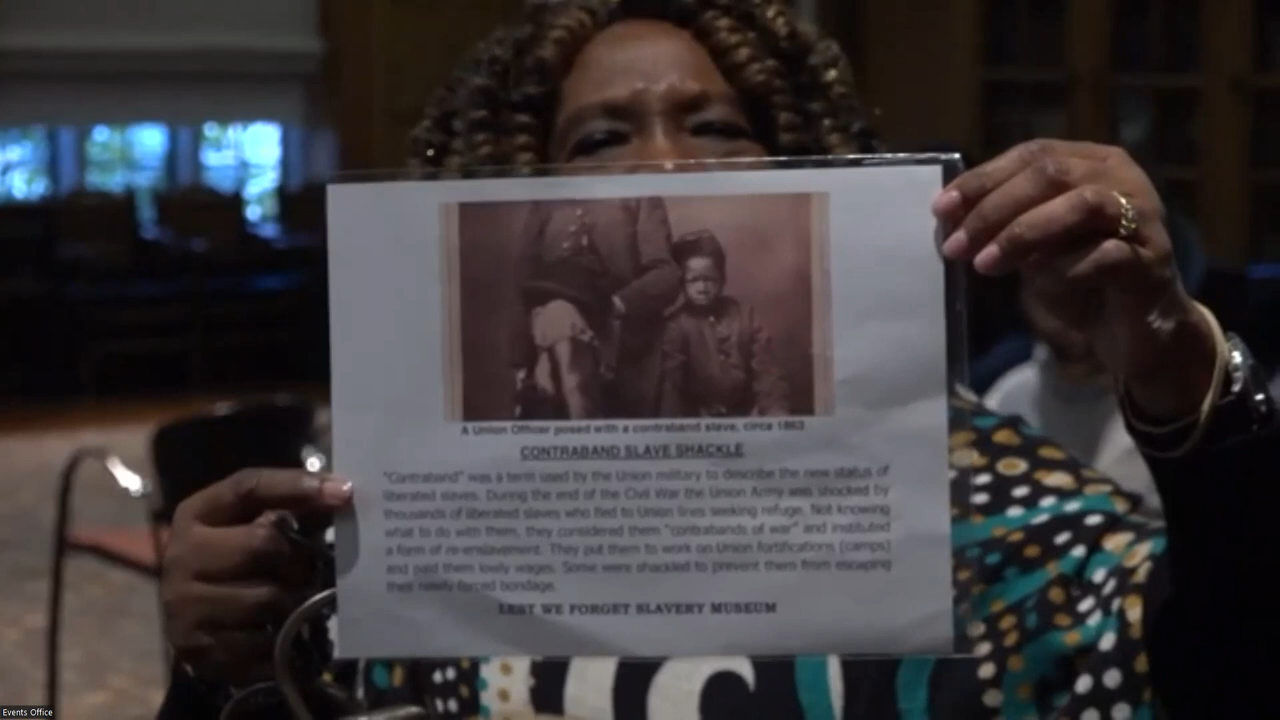 A Union Officer posed with a contraband slave, circa 1863
CONTRABAND SLAVE SHACKLE
"Contraband" was a term used by the Union military to describe the new status of
liberated slaves. During the end of the Civil War the Union Army was shocked by
thousands of liberated slaves who fled to Union lines seeking refuge. Not knowing
what to do with them, they considered them "contrabands of war" and instituted
a form of re-enslavement. They put them to work on Union fortifications (camps)
and paid them lowly wages. Some were shackled to prevent them from escaping
their newly forced bondage.
LEST WE FORGET SLAVERY MUSEUM
Events Office